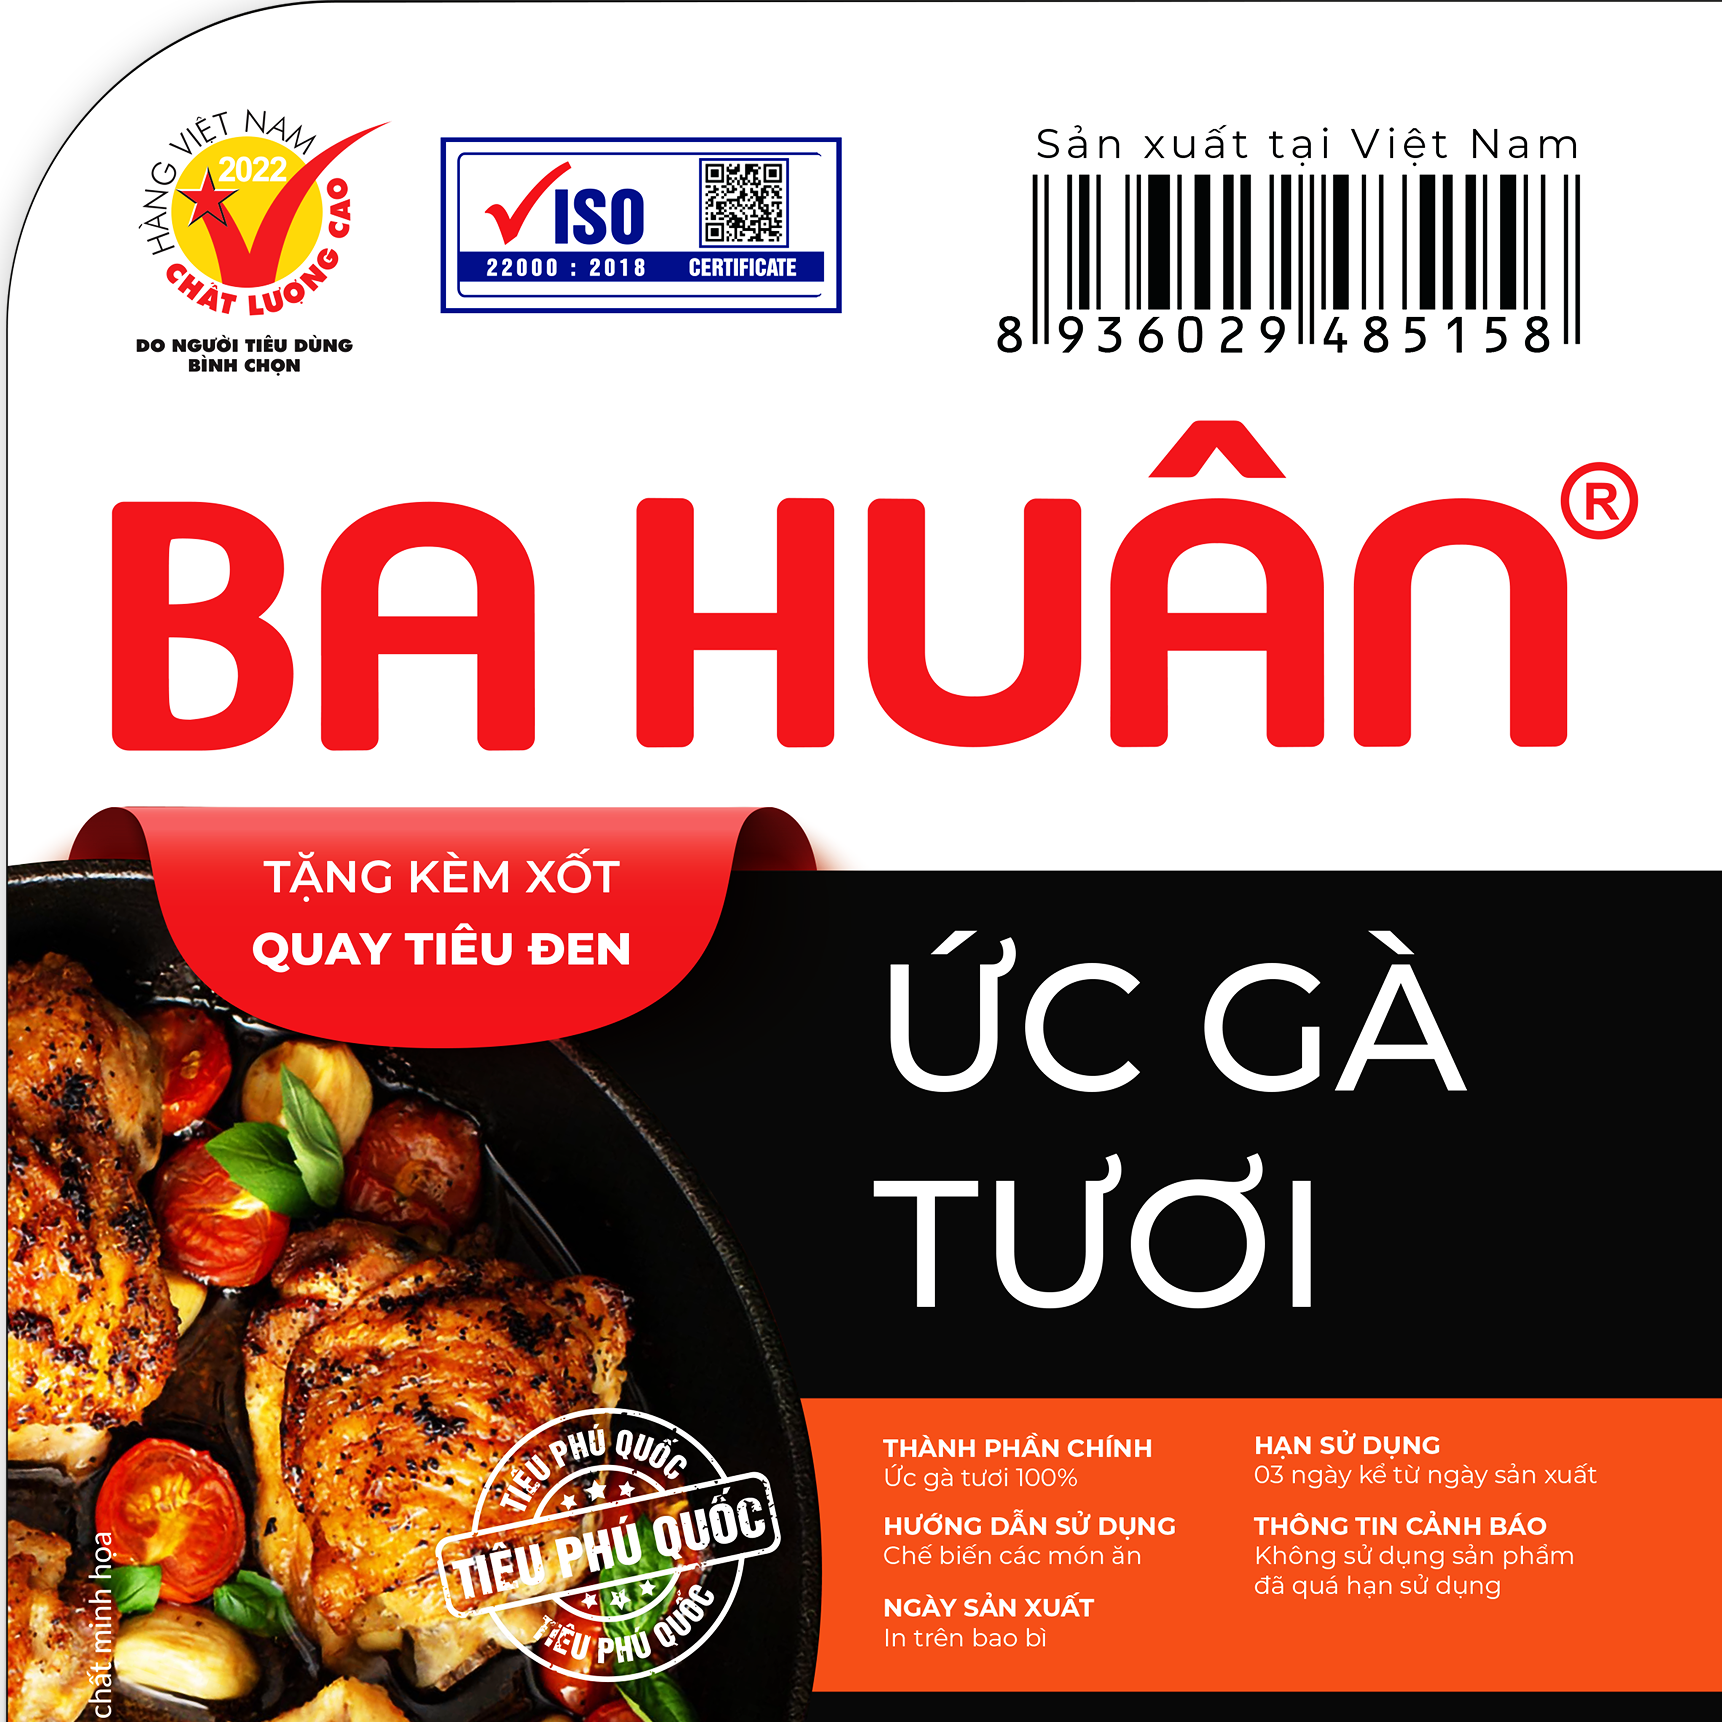 HÀNG VIỆT NAM
2022
CHẤT LƯỢNG CAO
DO NGƯỜI TIÊU DÙNG
BÌNH CHỌN
ISO
22000 : 2018 CERTIFICATE
Sản xuất tại Việt Nam
8 936029 485158
BA HUÂN®
TẶNG KÈM XỐT
QUAY TIÊU ĐEN
ỨC GÀ
TƯƠI
THÀNH PHẦN CHÍNH
Ức gà tươi 100%
HƯỚNG DẪN SỬ DỤNG
Chế biến các món ăn
NGÀY SẢN XUẤT
In trên bao bì
HẠN SỬ DỤNG
03 ngày kể từ ngày sản xuất
THÔNG TIN CẢNH BÁO
Không sử dụng sản phẩm
đã quá hạn sử dụng
TIÊU PHÚ QUỐC
TIÊU PHÚ QUỐC
TIÊU PHÚ QUỐC
chất minh họa